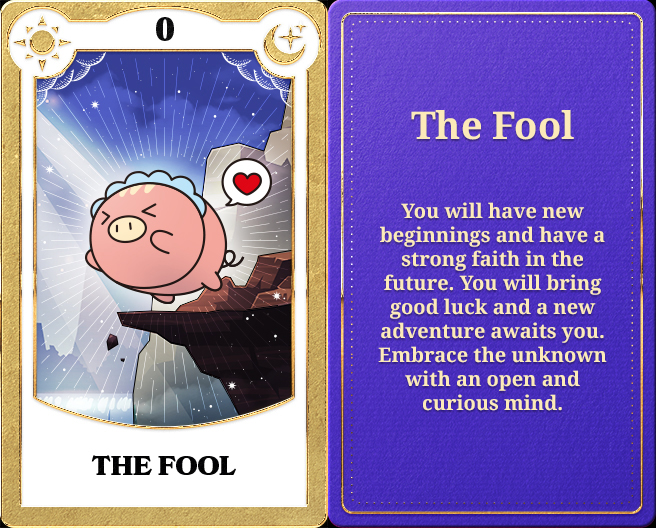 0
THE FOOL
The Fool
You will have new
beginnings and have a
strong faith in the
future. You will bring
good luck and a new
adventure awaits you.
Embrace the unknown
with an open and
curious mind.